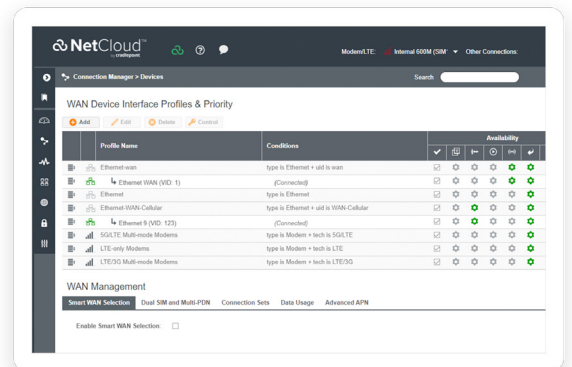 NetCloud™
by cradlepoint
Modem/LTE: Internal 600M (SIM' Other Connections:
Connection Manager > Devices Search
WAN Device Interface Profiles & Priority
Add Edit Delete Control
Availability
Profile Name Conditions
Ethernet-wan type is Ethernet + uid is wan
Ethernet WAN (VID: 1) (Connected)
Ethernet type is Ethernet
Ethernet-WAN-Cellular type is Ethernet + uid is WAN-Cellular
Ethernet 9 (VID: 123) (Connected)
5G/LTE Multi-mode Modems type is Modem + tech is 5G/LTE
LTE-only Modems type is Modem + tech is LTE
LTE/3G Multi-mode Modems type is Modem + tech is LTE/3G
WAN Management
Smart WAN Selection Dual SIM and Multi-PDN Connection Sets Data Usage Advanced APN
Enable Smart WAN Selection: